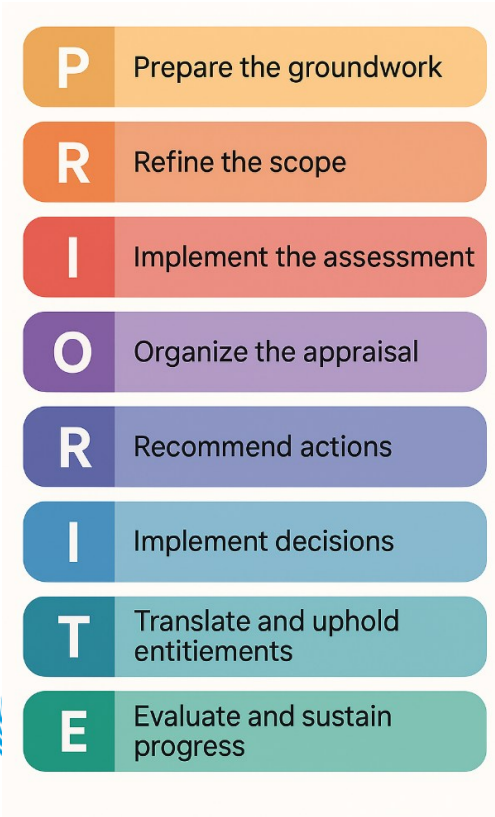 P Prepare the groundwork
R Refine the scope
I Implement the assessment
O Organize the appraisal
R Recommend actions
I Implement decisions
T Translate and uphold
entitiements
E Evaluate and sustain
progress